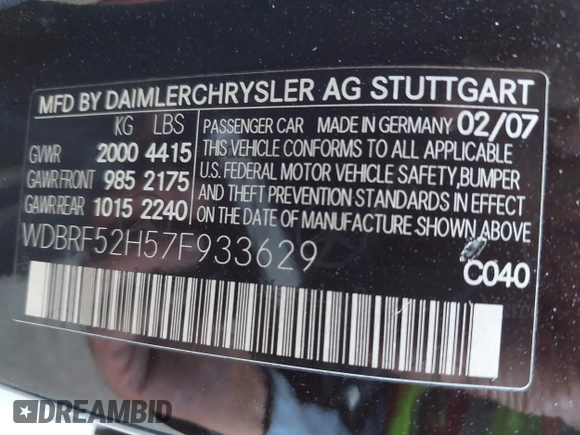 MFD BY DAIMLERCHRYSLER AG STUTTGART
KG LBS
GVWR 2000 4415
GAWR FRONT 985 2175
GAWR REAR 1015 2240
PASSENGER CAR MADE IN GERMANY 02/07
THIS VEHICLE CONFORMS TO ALL APPLICABLE
U.S. FEDERAL MOTOR VEHICLE SAFETY, BUMPER
AND THEFT PREVENTION STANDARDS IN EFFECT
ON THE DATE OF MANUFACTURE SHOWN ABOVE
WDBRF52H57F933629
C040
DREAMBID